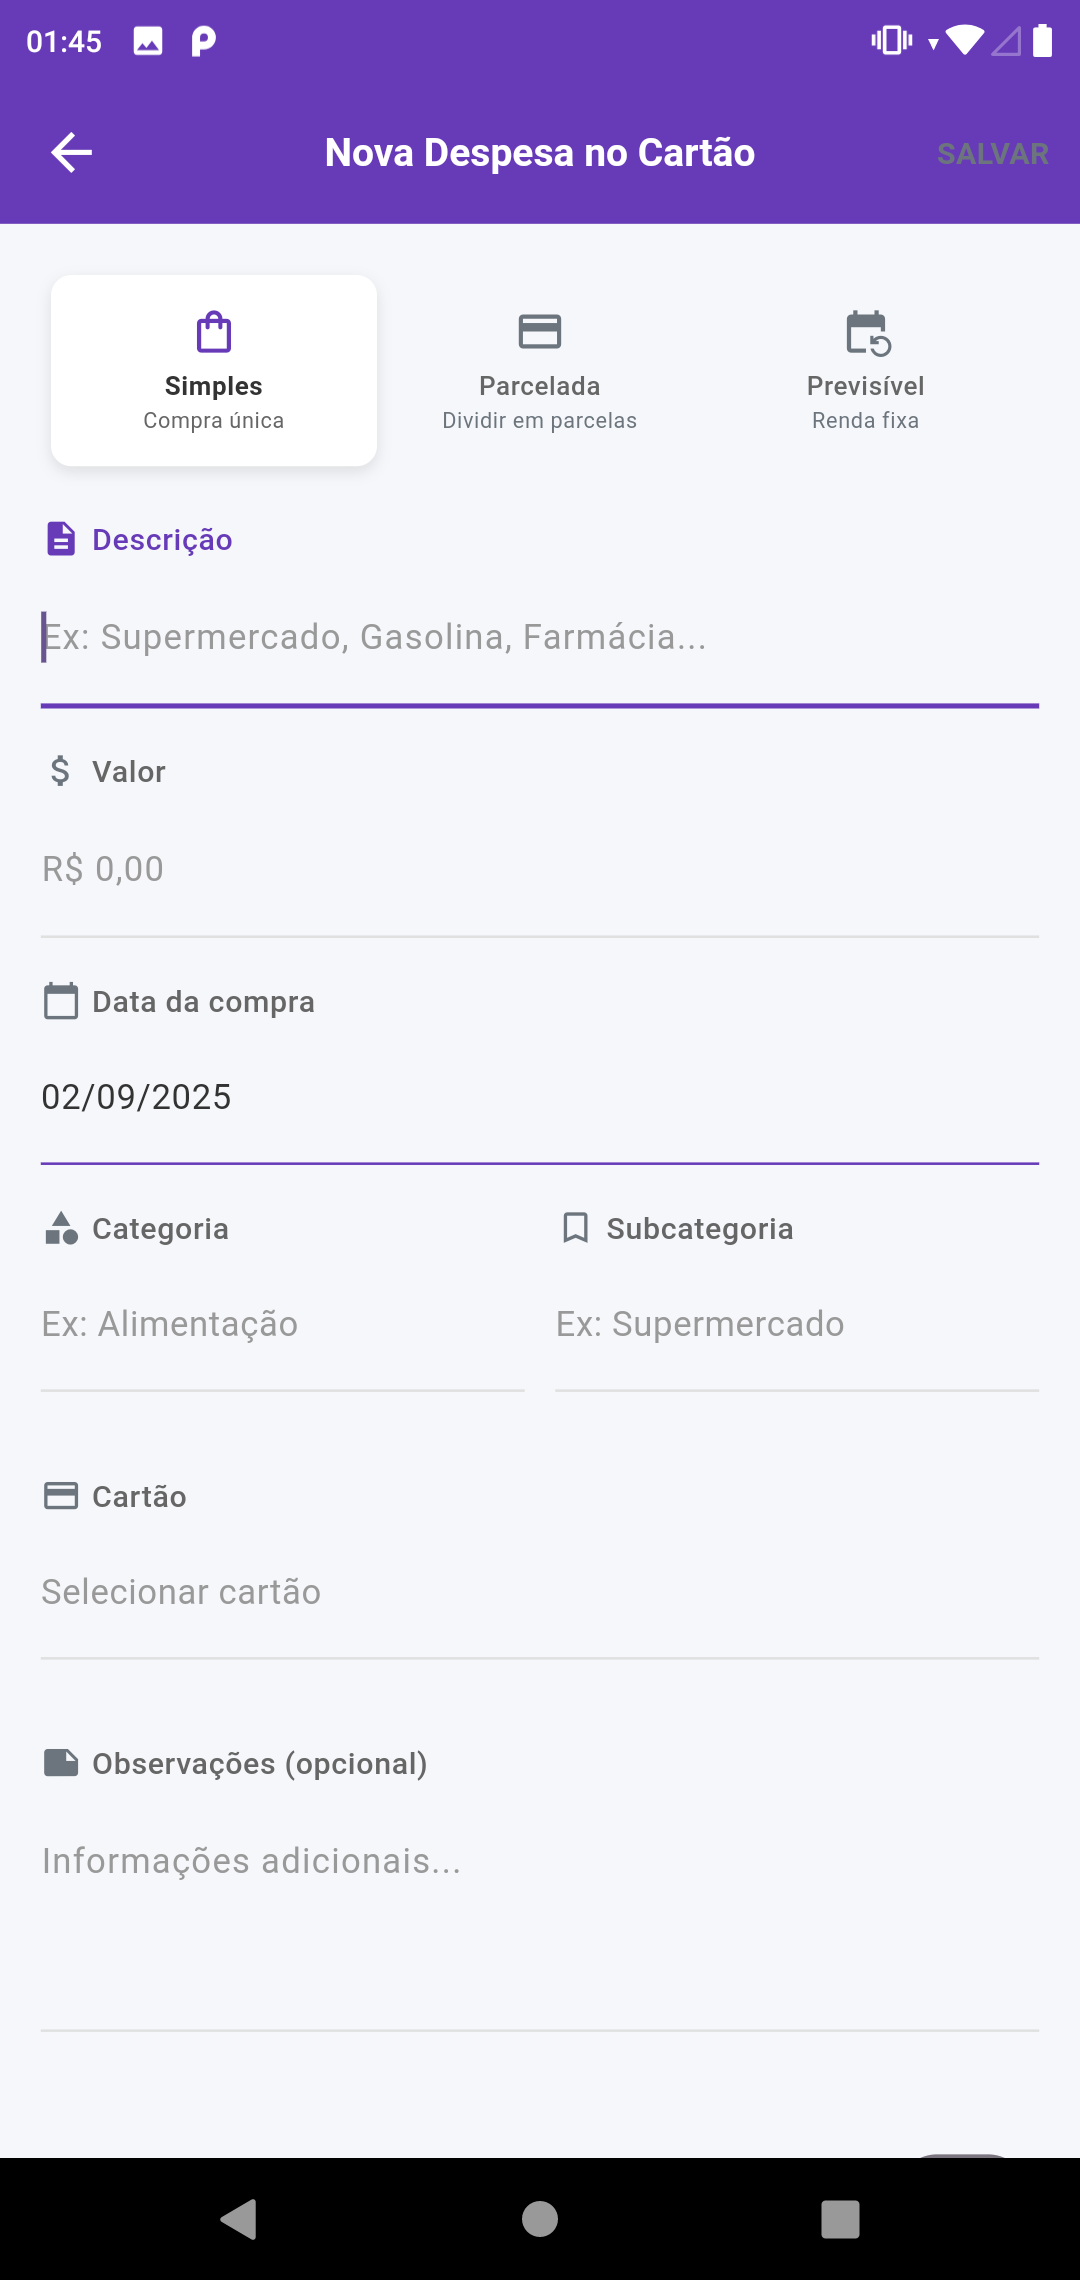 01:45
Nova Despesa no Cartão
SALVAR
Simples
Compra única
Parcelada
Dividir em parcelas
Previsível
Renda fixa
Descrição
Ex: Supermercado, Gasolina, Farmácia...
Valor
R$ 0,00
Data da compra
02/09/2025
Categoria
Subcategoria
Ex: Alimentação
Ex: Supermercado
Cartão
Selecionar cartão
Observações (opcional)
Informações adicionais...